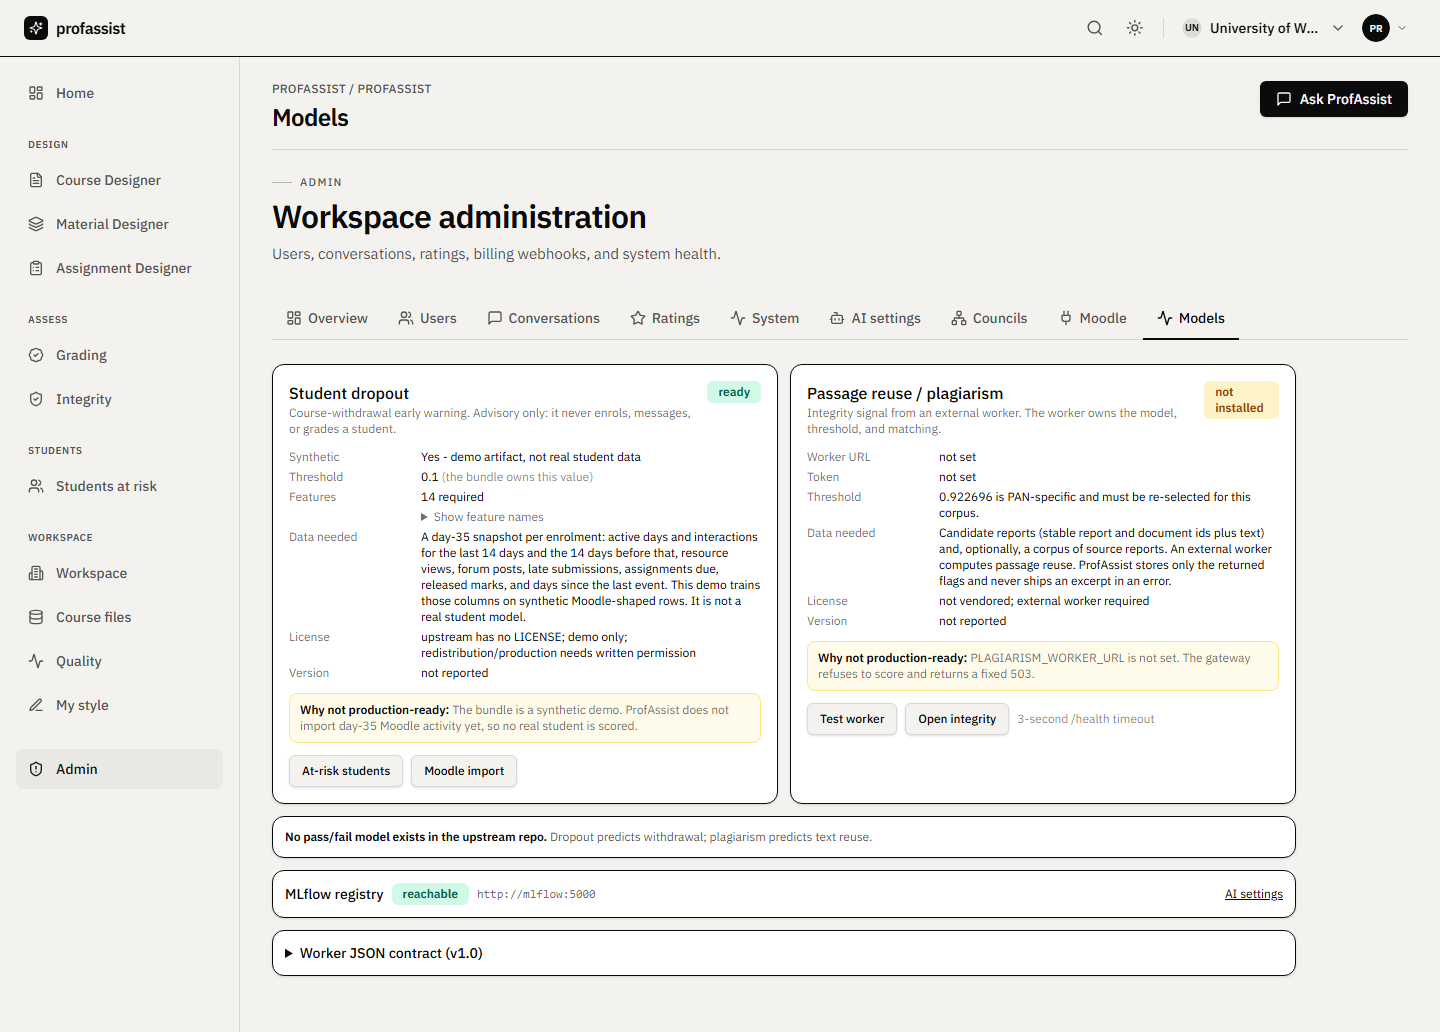 profassist
UN
University of W...
PR
Home
DESIGN
Course Designer
Material Designer
Assignment Designer
ASSESS
Grading
Integrity
STUDENTS
Students at risk
WORKSPACE
Workspace
Course files
Quality
My style
Admin
PROFASSIST / PROFASSIST
Models
Ask ProfAssist
ADMIN
Workspace administration
Users, conversations, ratings, billing webhooks, and system health.
Overview
Users
Conversations
Ratings
System
AI settings
Councils
Moodle
Models
Student dropout
ready
Course-withdrawal early warning. Advisory only: it never enrols, messages,
or grades a student.
Synthetic
Yes - demo artifact, not real student data
Threshold
0.1 (the bundle owns this value)
Features
14 required
Show feature names
Data needed
A day-35 snapshot per enrolment: active days and interactions
for the last 14 days and the 14 days before that, resource
views, forum posts, late submissions, assignments due,
released marks, and days since the last event. This demo trains
those columns on synthetic Moodle-shaped rows. It is not a
real student model.
License
upstream has no LICENSE; demo only;
redistribution/production needs written permission
Version
not reported
Why not production-ready: The bundle is a synthetic demo. ProfAssist does not
import day-35 Moodle activity yet, so no real student is scored.
At-risk students
Moodle import
Passage reuse / plagiarism
not
installed
Integrity signal from an external worker. The worker owns the model,
threshold, and matching.
Worker URL
not set
Token
not set
Threshold
0.922696 is PAN-specific and must be re-selected for this
corpus.
Data needed
Candidate reports (stable report and document ids plus text)
and, optionally, a corpus of source reports. An external worker
computes passage reuse. ProfAssist stores only the returned
flags and never ships an excerpt in an error.
License
not vendored; external worker required
Version
not reported
Why not production-ready: PLAGIARISM_WORKER_URL is not set. The gateway
refuses to score and returns a fixed 503.
Test worker
Open integrity
3-second /health timeout
No pass/fail model exists in the upstream repo. Dropout predicts withdrawal; plagiarism predicts text reuse.
MLflow registry
reachable
http://mlflow:5000
AI settings
Worker JSON contract (v1.0)